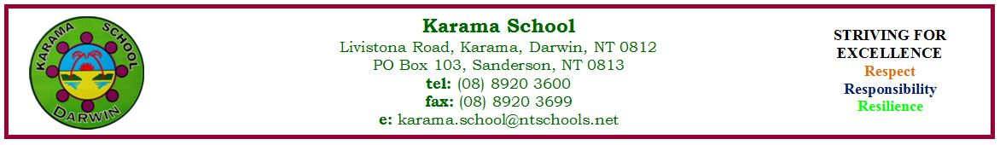 KARAMA SCHOOL
DARWIN
Karama School
Livistona Road, Karama, Darwin, NT 0812
PO Box 103, Sanderson, NT 0813
tel: (08) 8920 3600
fax: (08) 8920 3699
e: karama.school@ntschools.net
STRIVING FOR
EXCELLENCE
Respect
Responsibility
Resilience